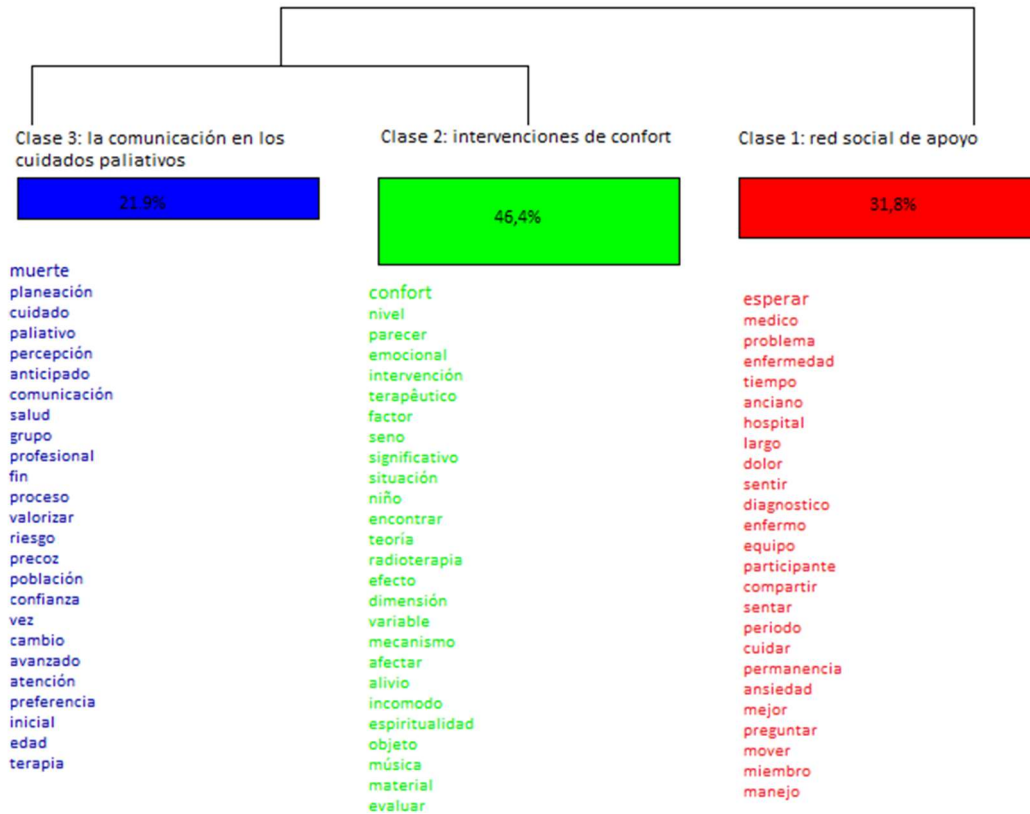 Clase 3: la comunicación en los
cuidados paliativos
21.9%
muerte
planeación
cuidado
paliativo
percepción
anticipado
comunicación
salud
grupo
profesional
fin
proceso
valorizar
riesgo
precoz
población
confianza
vez
cambio
avanzado
atención
preferencia
inicial
edad
terapia
Clase 2: intervenciones de confort
46,4%
confort
nivel
parecer
emocional
intervención
terapêutico
factor
seno
significativo
situación
niño
encontrar
teoría
radioterapia
efecto
dimensión
variable
mecanismo
afectar
alivio
incomodo
espiritualidad
objeto
música
material
evaluar
Clase 1: red social de apoyo
31,8%
esperar
medico
problema
enfermedad
tiempo
anciano
hospital
largo
dolor
sentir
diagnostico
enfermo
equipo
participante
compartir
sentar
periodo
cuidar
permanencia
ansiedad
mejor
preguntar
mover
miembro
manejo